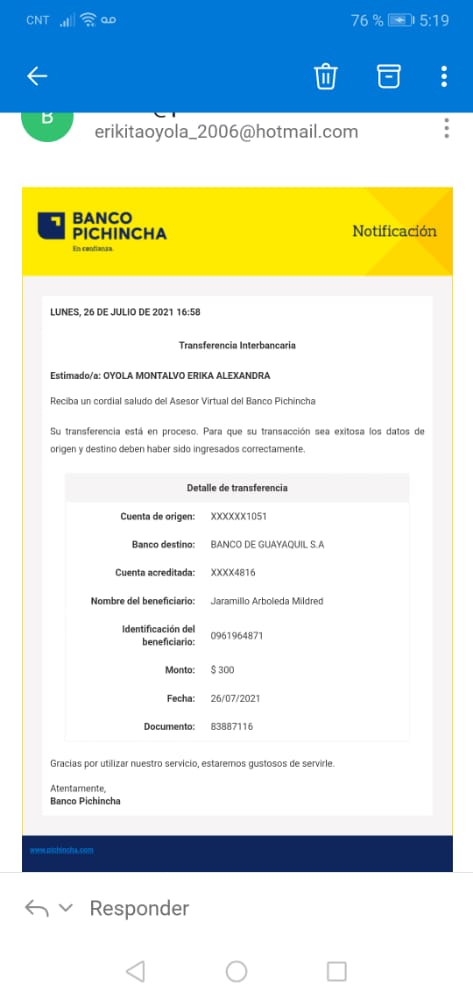 CNT 76 % 5:19
B
erikitaoyola_2006@hotmail.com
BANCO
PICHINCHA
En confianza.
Notificación
LUNES, 26 DE JULIO DE 2021 16:58
Transferencia Interbancaria
Estimado/a: OYOLA MONTALVO ERIKA ALEXANDRA
Reciba un cordial saludo del Asesor Virtual del Banco Pichincha
Su transferencia está en proceso. Para que su transacción sea exitosa los datos de
origen y destino deben haber sido ingresados correctamente.
Detalle de transferencia
Cuenta de origen: XXXXXX1051
Banco destino: BANCO DE GUAYAQUIL S.A
Cuenta acreditada: XXXX4816
Nombre del beneficiario: Jaramillo Arboleda Mildred
Identificación del
beneficiario: 0961964871
Monto: $ 300
Fecha: 26/07/2021
Documento: 83887116
Gracias por utilizar nuestro servicio, estaremos gustosos de servirle.
Atentamente,
Banco Pichincha
www.pichincha.com
Responder